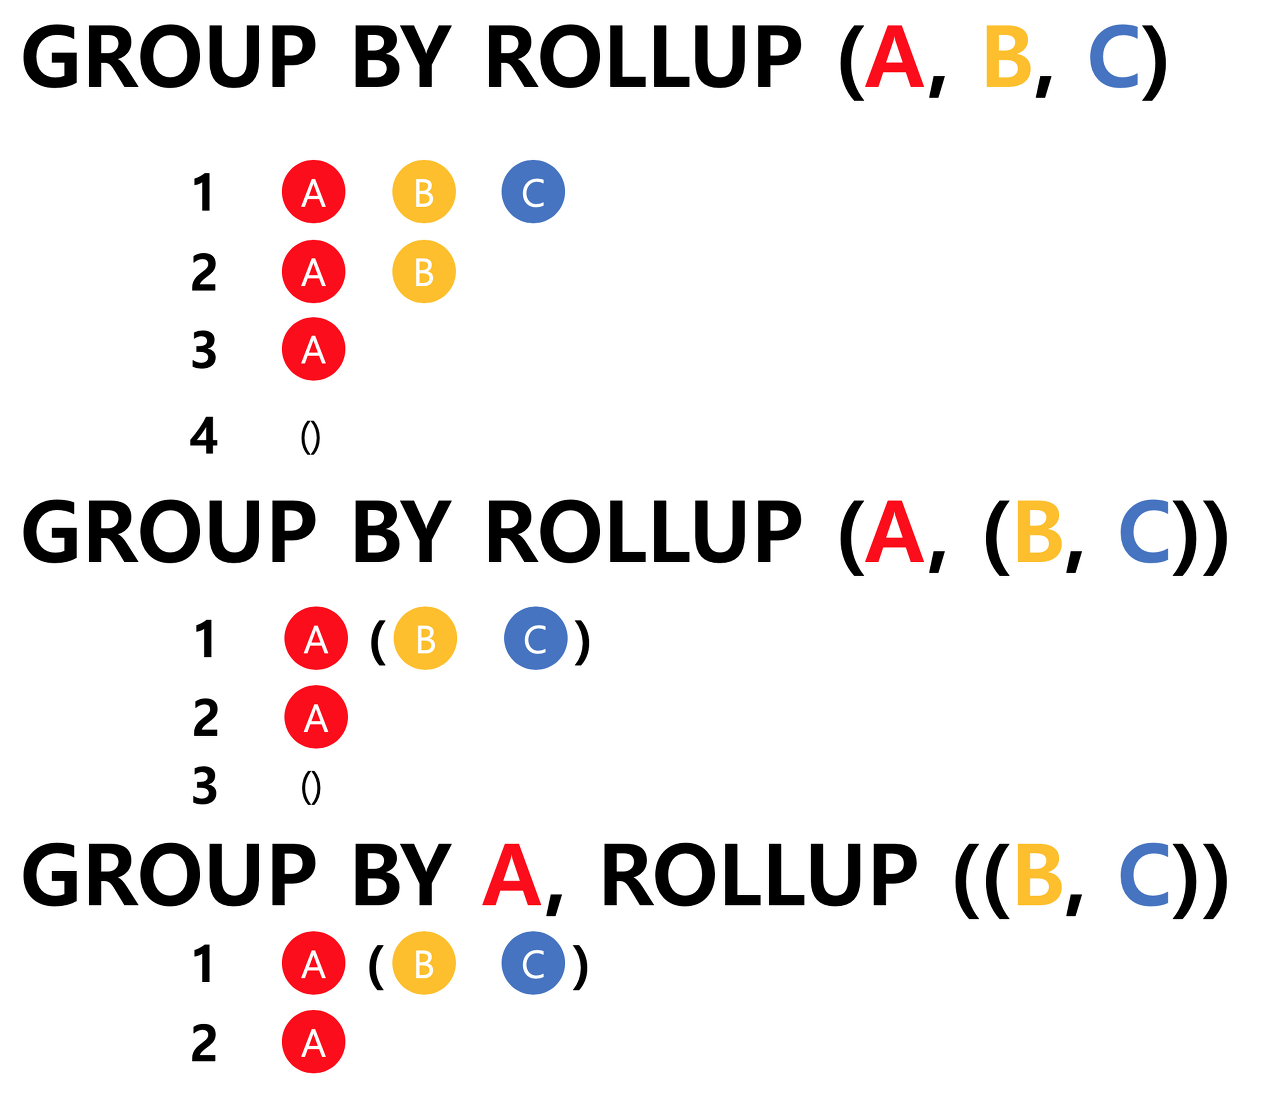 GROUP BY ROLLUP (A, B, C)
1 A B C
2 A B
3 A
4 ()
GROUP BY ROLLUP (A, (B, C))
1 A (B C)
2 A
3 ()
GROUP BY A, ROLLUP ((B, C))
1 A (B C)
2 A